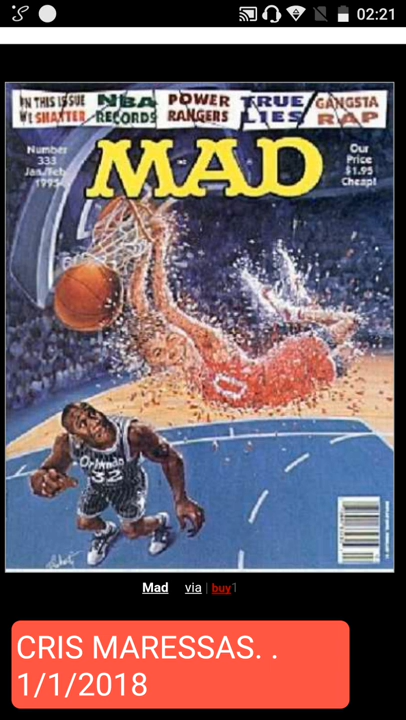 02:21
IN THIS ISSUE WE SHATTER
NBA RECORDS
POWER RANGERS
TRUE LIES
GANGSTA RAP
Number
333
Jan./Feb.
1995
MAD
Our
Price
$1.95
Cheap!
Orlando
32
Mad via | buy1
CRIS MARESSAS. .
1/1/2018